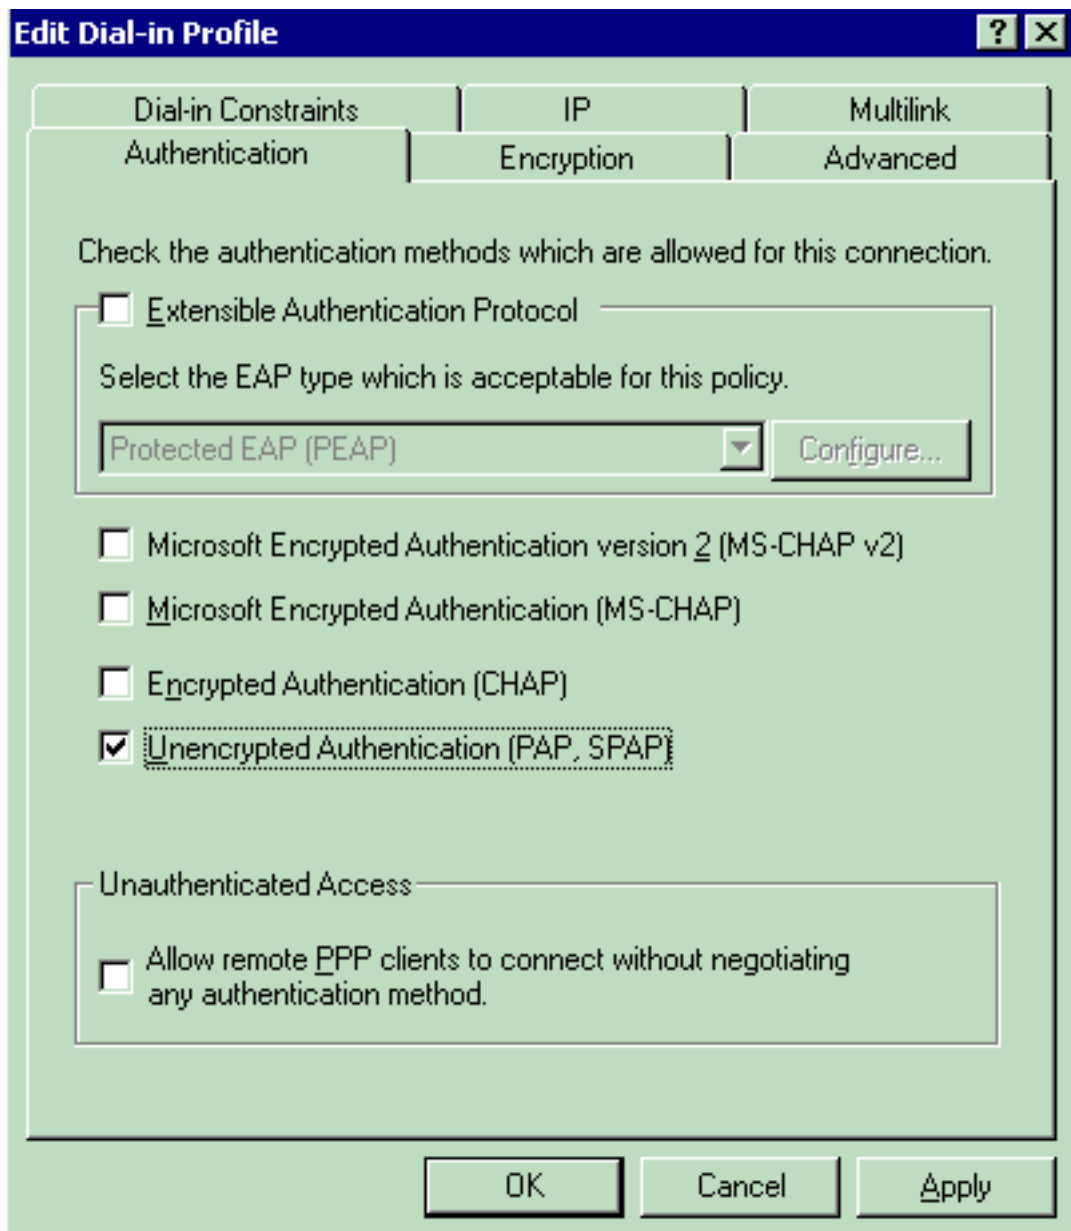 Edit Dial-in Profile
Dial-in Constraints IP Multilink
Authentication Encryption Advanced
Check the authentication methods which are allowed for this connection.
Extensible Authentication Protocol
Select the EAP type which is acceptable for this policy.
Protected EAP (PEAP) Configure...
Microsoft Encrypted Authentication version 2 (MS-CHAP v2)
Microsoft Encrypted Authentication (MS-CHAP)
Encrypted Authentication (CHAP)
Unencrypted Authentication (PAP, SPAP)
Unauthenticated Access
Allow remote PPP clients to connect without negotiating
any authentication method.
OK Cancel Apply